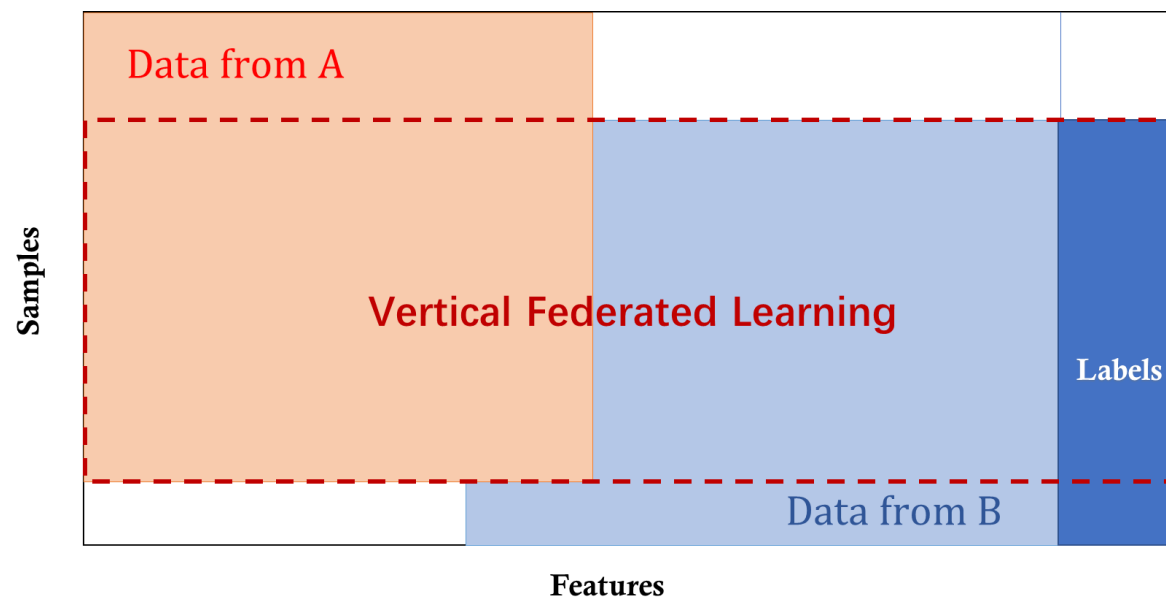 Data from A
Samples
Vertical Federated Learning
Labels
Data from B
Features